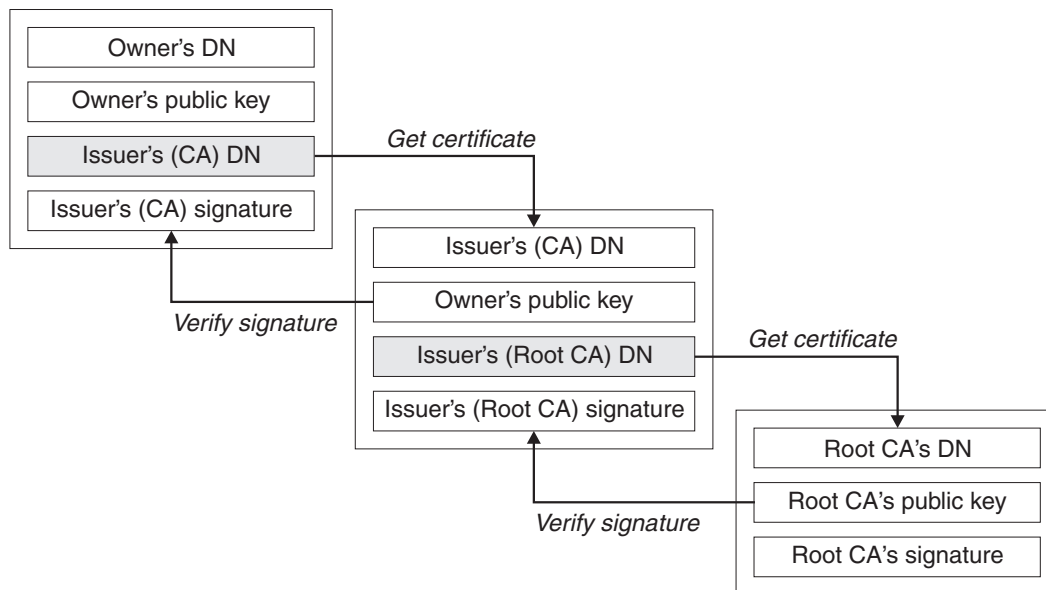 Owner's DN
Owner's public key
Issuer's (CA) DN
Get certificate
Issuer's (CA) signature
Issuer's (CA) DN
Owner's public key
Verify signature
Issuer's (Root CA) DN
Get certificate
Issuer's (Root CA) signature
Root CA's DN
Root CA's public key
Verify signature
Root CA's signature